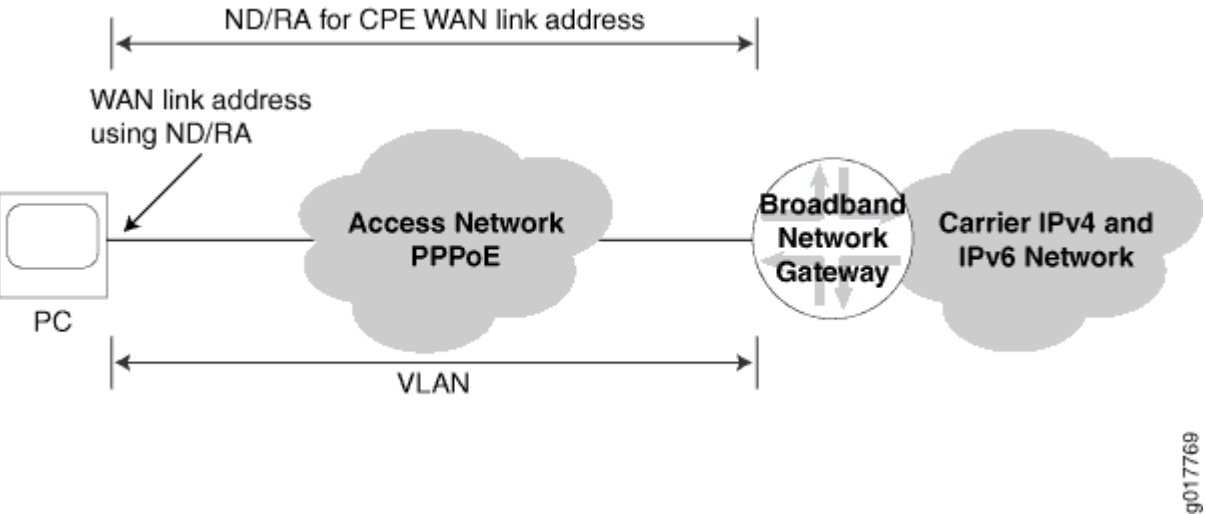 ND/RA for CPE WAN link address
WAN link address
using ND/RA
Access Network
PPPoE
Broadband
Network
Gateway
Carrier IPv4 and
IPv6 Network
PC
VLAN
g017769